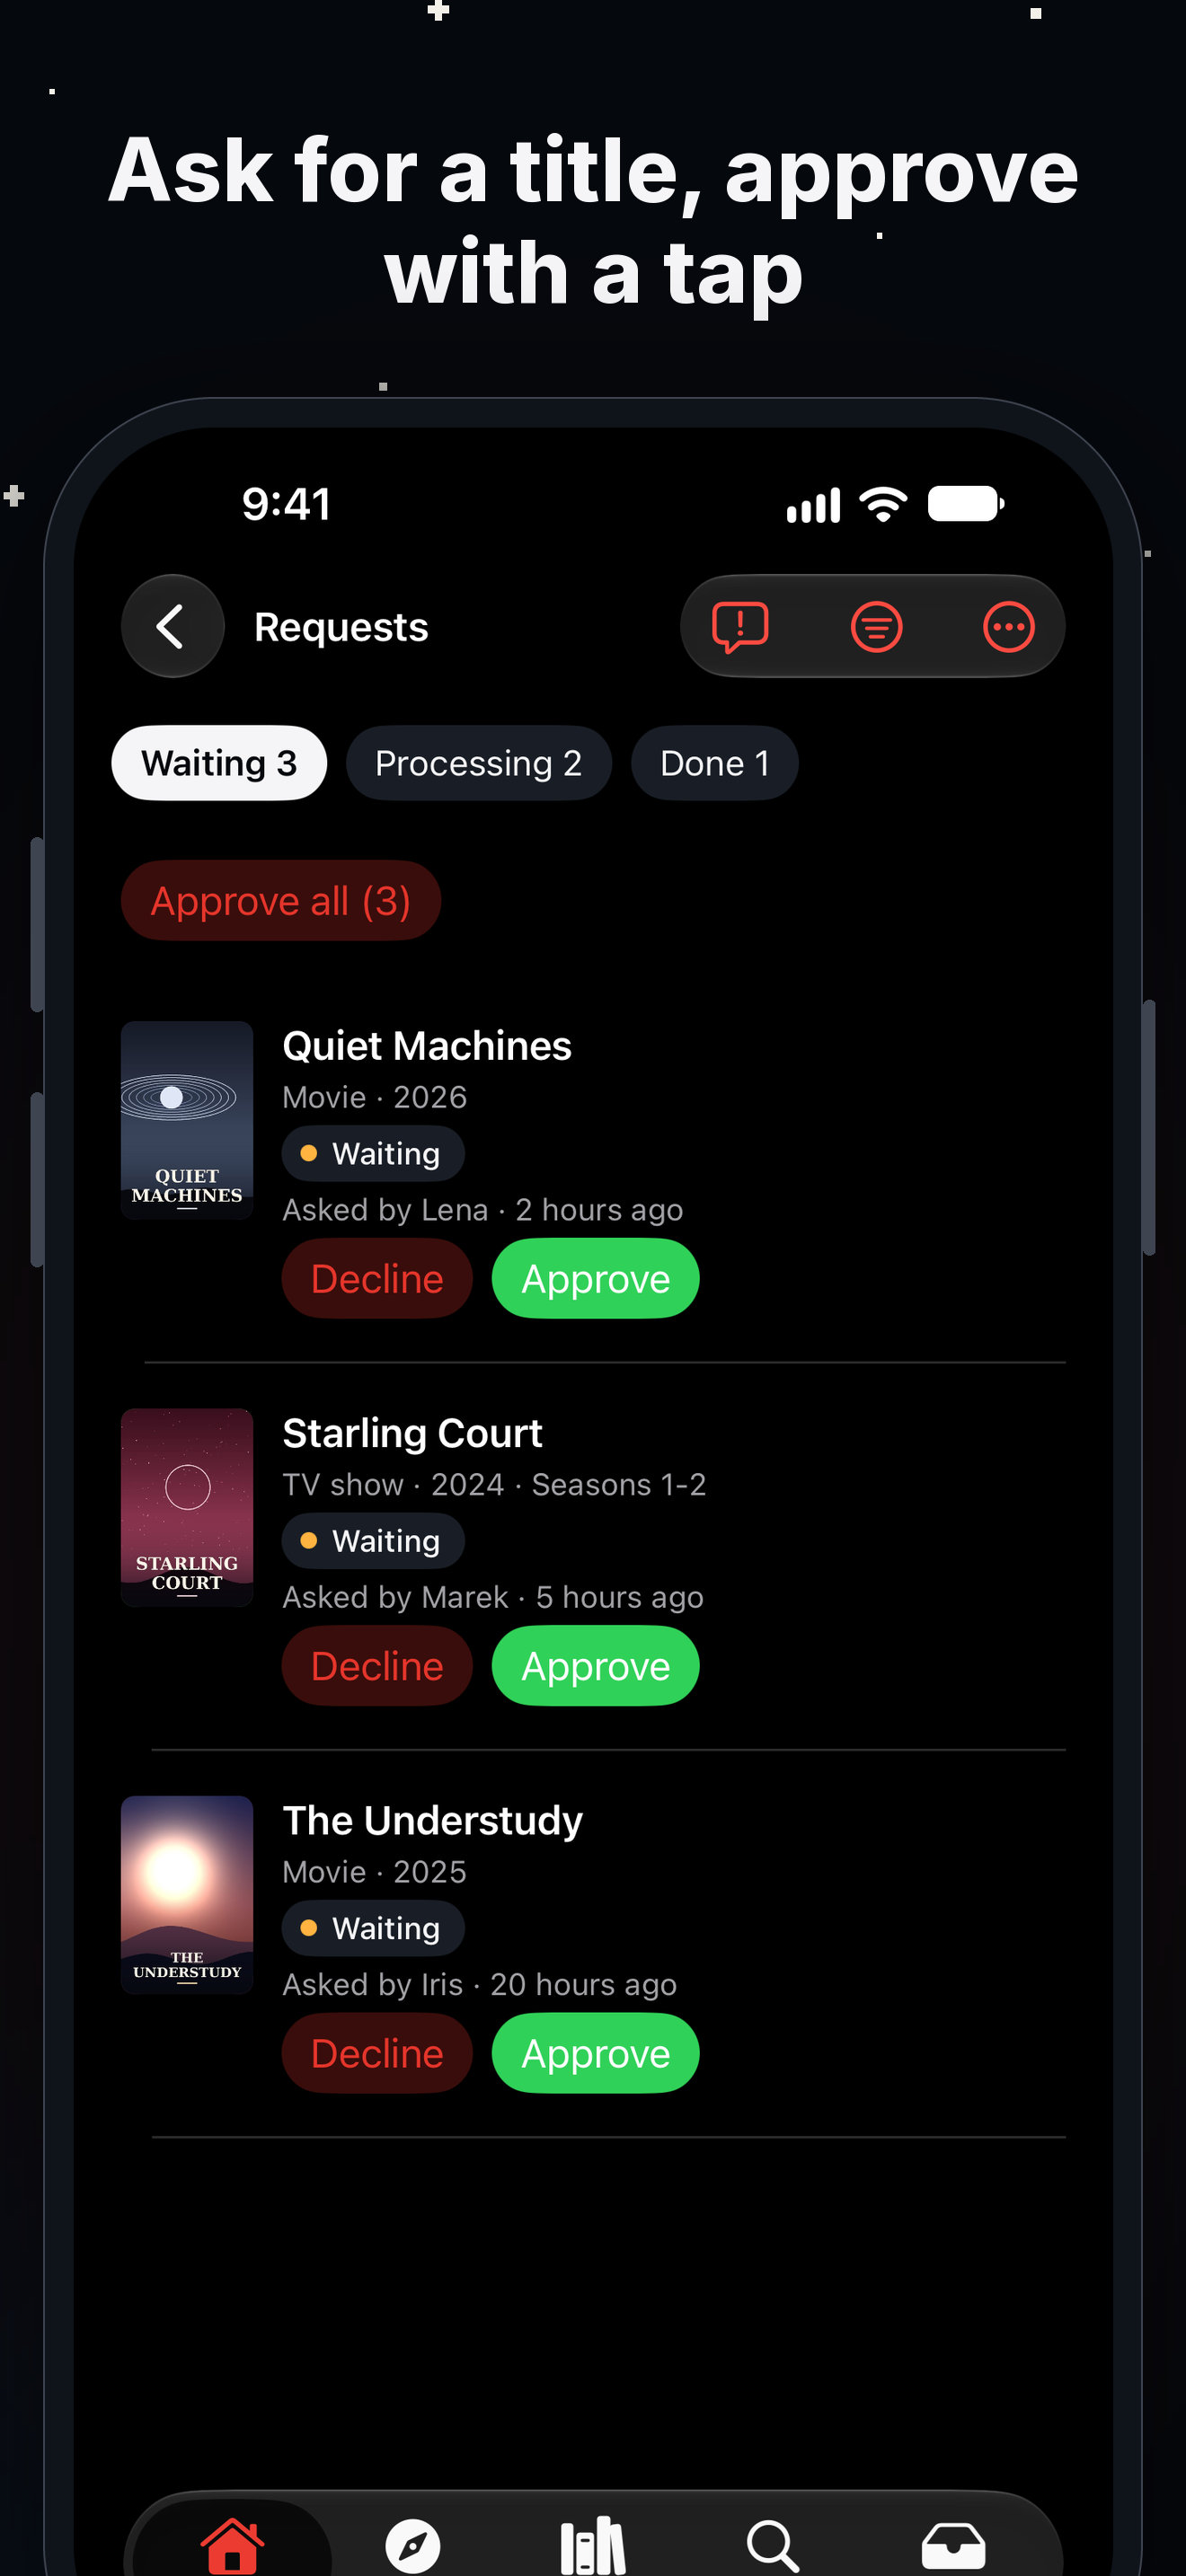 Ask for a title, approve
with a tap
9:41
Requests
Waiting 3
Processing 2
Done 1
Approve all (3)
QUIET
MACHINES
Quiet Machines
Movie · 2026
Waiting
Asked by Lena · 2 hours ago
Decline
Approve
STARLING
COURT
Starling Court
TV show · 2024 · Seasons 1-2
Waiting
Asked by Marek · 5 hours ago
Decline
Approve
THE
UNDERSTUDY
The Understudy
Movie · 2025
Waiting
Asked by Iris · 20 hours ago
Decline
Approve